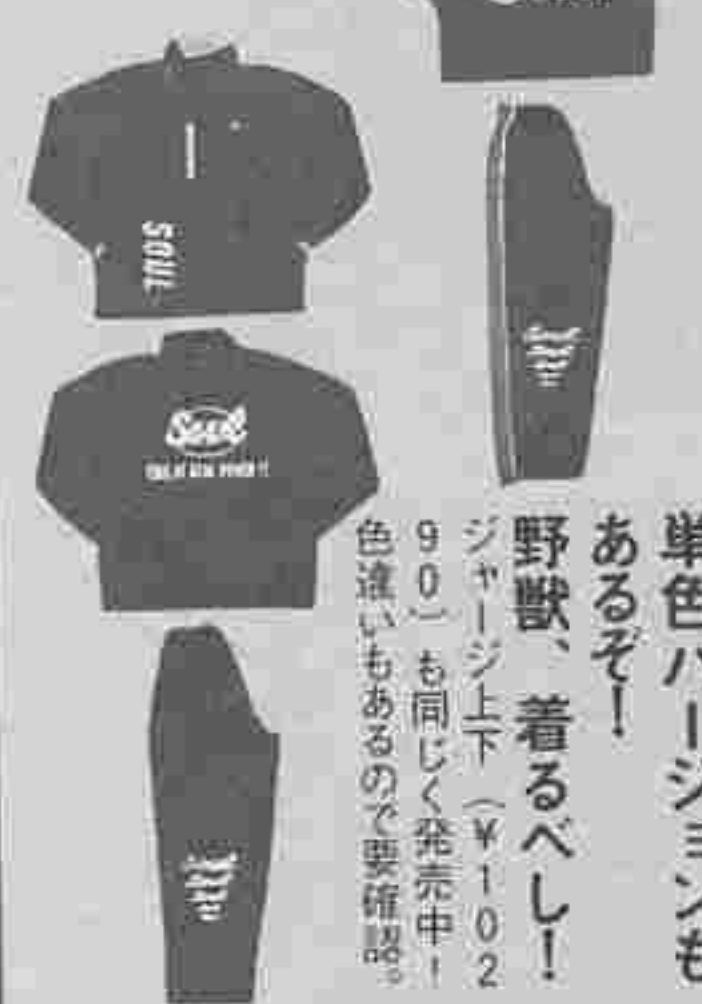 単色バージョンも
あるぞ！
野獣、着るべし！
ジャージ上下（￥102
90）も同じく発売中！
色違いもあるので要確認。
SOUL
Soul